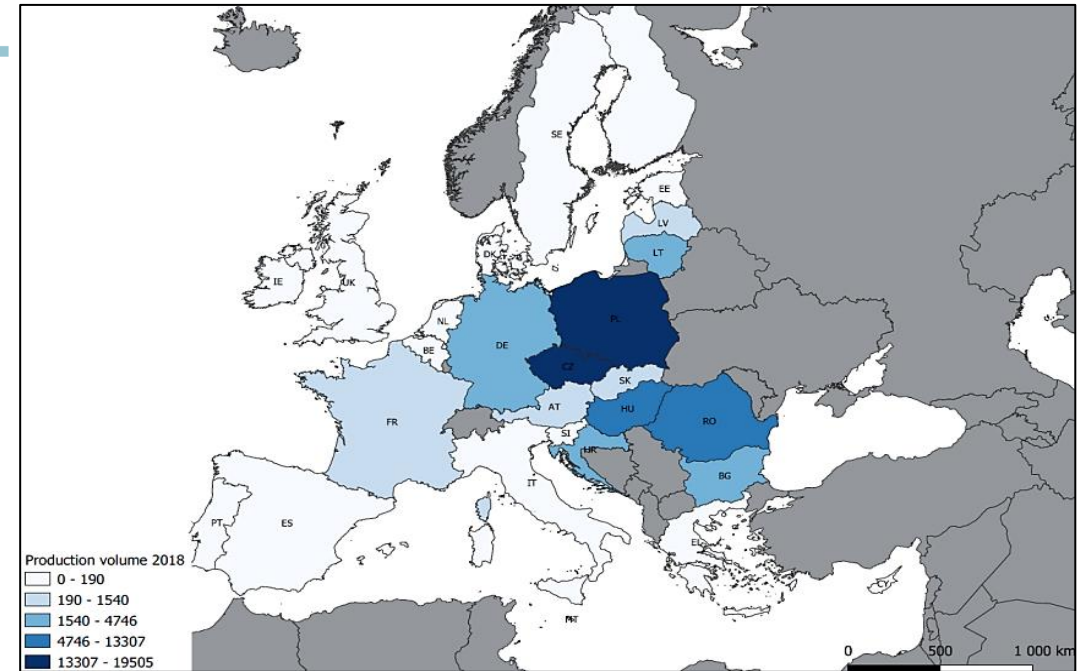 SE
EE
LV
DK
LT
IE
UK
PL
NL
DE
BE
CZ
SK
AT
HU
FR
RO
SI
HR
BG
IT
PT
ES
EL
CY
MT
Production volume 2018
0 - 190
190 - 1540
1540 - 4746
4746 - 13307
13307 - 19505
0 500 1 000 km